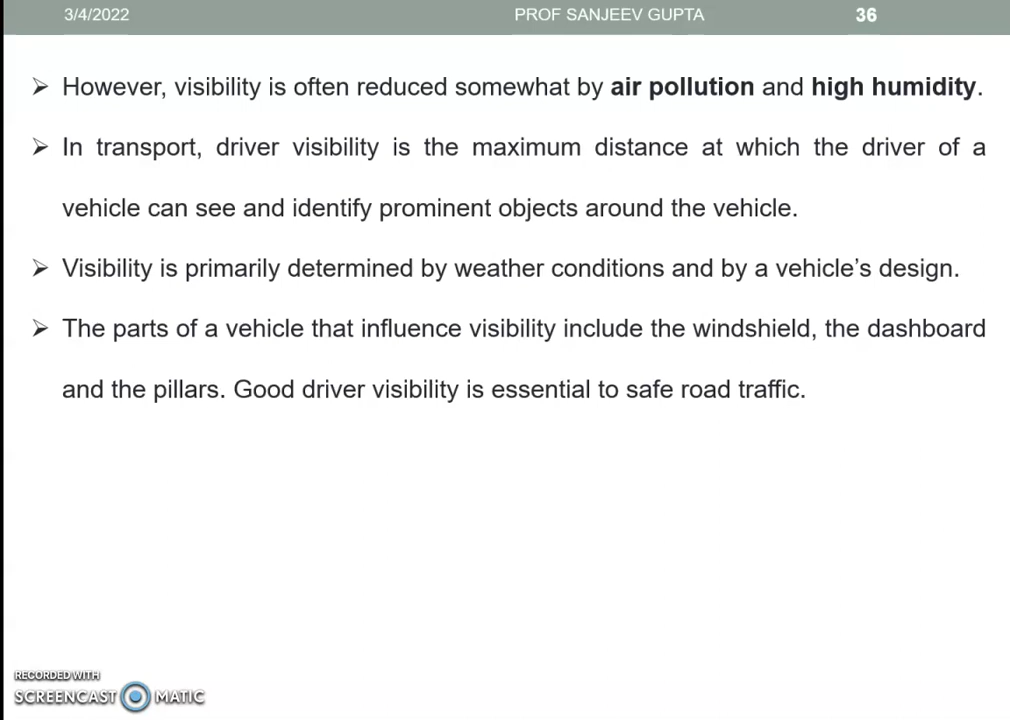 3/4/2022 PROF SANJEEV GUPTA 36
➢ However, visibility is often reduced somewhat by air pollution and high humidity.
➢ In transport, driver visibility is the maximum distance at which the driver of a
vehicle can see and identify prominent objects around the vehicle.
➢ Visibility is primarily determined by weather conditions and by a vehicle’s design.
➢ The parts of a vehicle that influence visibility include the windshield, the dashboard
and the pillars. Good driver visibility is essential to safe road traffic.
RECORDED WITH
SCREENCAST MATIC